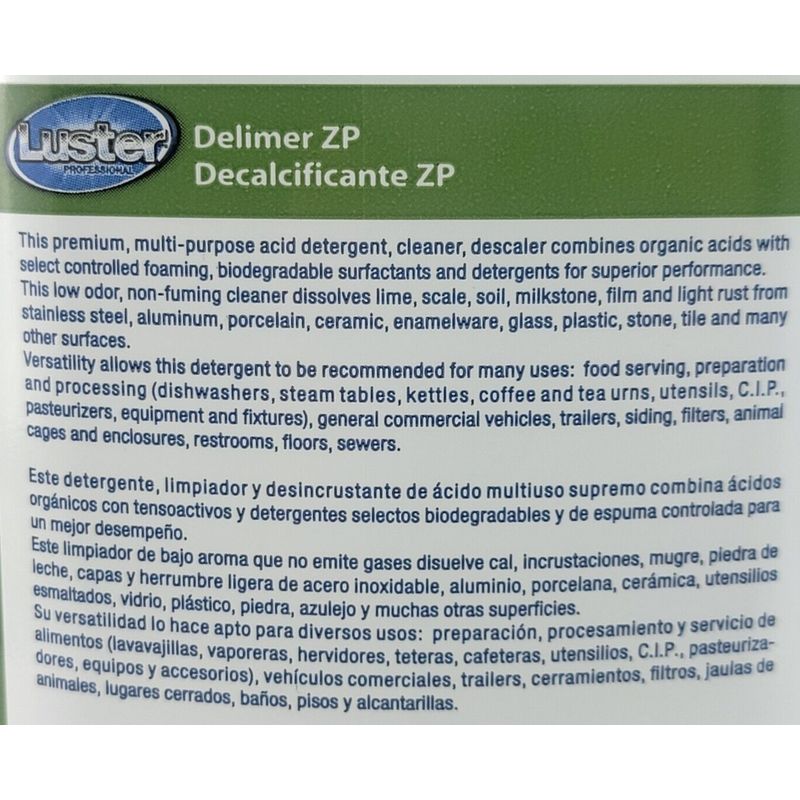 Luster
PROFESSIONAL
Delimer ZP
Decalcificante ZP
This premium, multi-purpose acid detergent, cleaner, descaler combines organic acids with
select controlled foaming, biodegradable surfactants and detergents for superior performance.
This low odor, non-fuming cleaner dissolves lime, scale, soil, milkstone, film and light rust from
stainless steel, aluminum, porcelain, ceramic, enamelware, glass, plastic, stone, tile and many
other surfaces.
Versatility allows this detergent to be recommended for many uses: food serving, preparation
and processing (dishwashers, steam tables, kettles, coffee and tea urns, utensils, C.I.P.,
pasteurizers, equipment and fixtures), general commercial vehicles, trailers, siding, filters, animal
cages and enclosures, restrooms, floors, sewers.
Este detergente, limpiador y desincrustante de ácido multiuso supremo combina ácidos
orgánicos con tensoactivos y detergentes selectos biodegradables y de espuma controlada para
un mejor desempeño.
Este limpiador de bajo aroma que no emite gases disuelve cal, incrustaciones, mugre, piedra de
leche, capas y herrumbre ligera de acero inoxidable, aluminio, porcelana, cerámica, utensilios
esmaltados, vidrio, plástico, piedra, azulejo y muchas otras superficies.
Su versatilidad lo hace apto para diversos usos: preparación, procesamiento y servicio de
alimentos (lavavajillas, vaporeras, hervidores, teteras, cafeteras, utensilios, C.I.P., pasteuriza-
dores, equipos y accesorios), vehículos comerciales, trailers, cerramientos, filtros, jaulas de
animales, lugares cerrados, baños, pisos y alcantarillas.